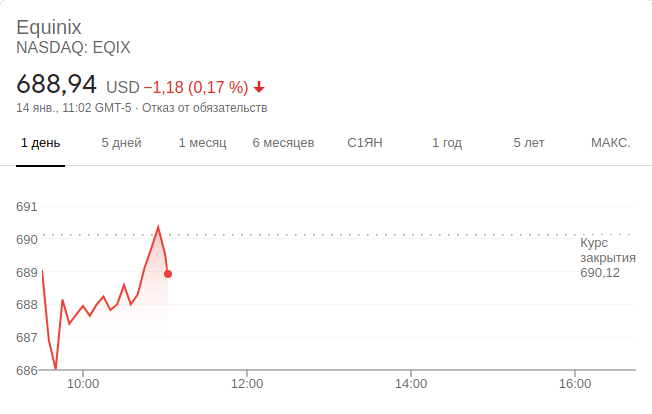 Equinix
NASDAQ: EQIX
688,94 USD −1,18 (0,17 %)
14 янв., 11:02 GMT-5 · Отказ от обязательств
1 день 5 дней 1 месяц 6 месяцев С1ЯН 1 год 5 лет МАКС.
691
690
Курс
закрытия
690,12
689
688
687
686
10:00 12:00 14:00 16:00